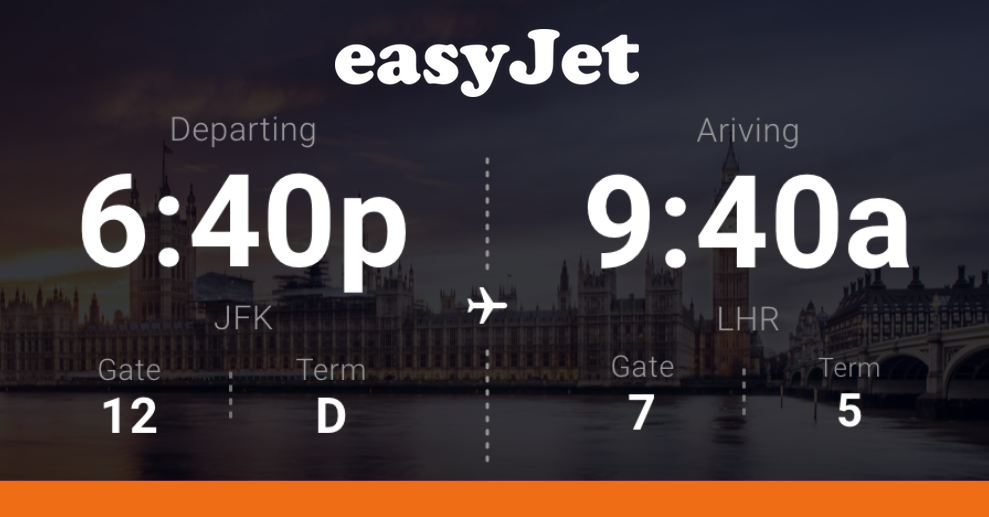 easyJet
Departing
6:40p
JFK
Gate Term
12 D
Ariving
9:40a
LHR
Gate Term
7 5